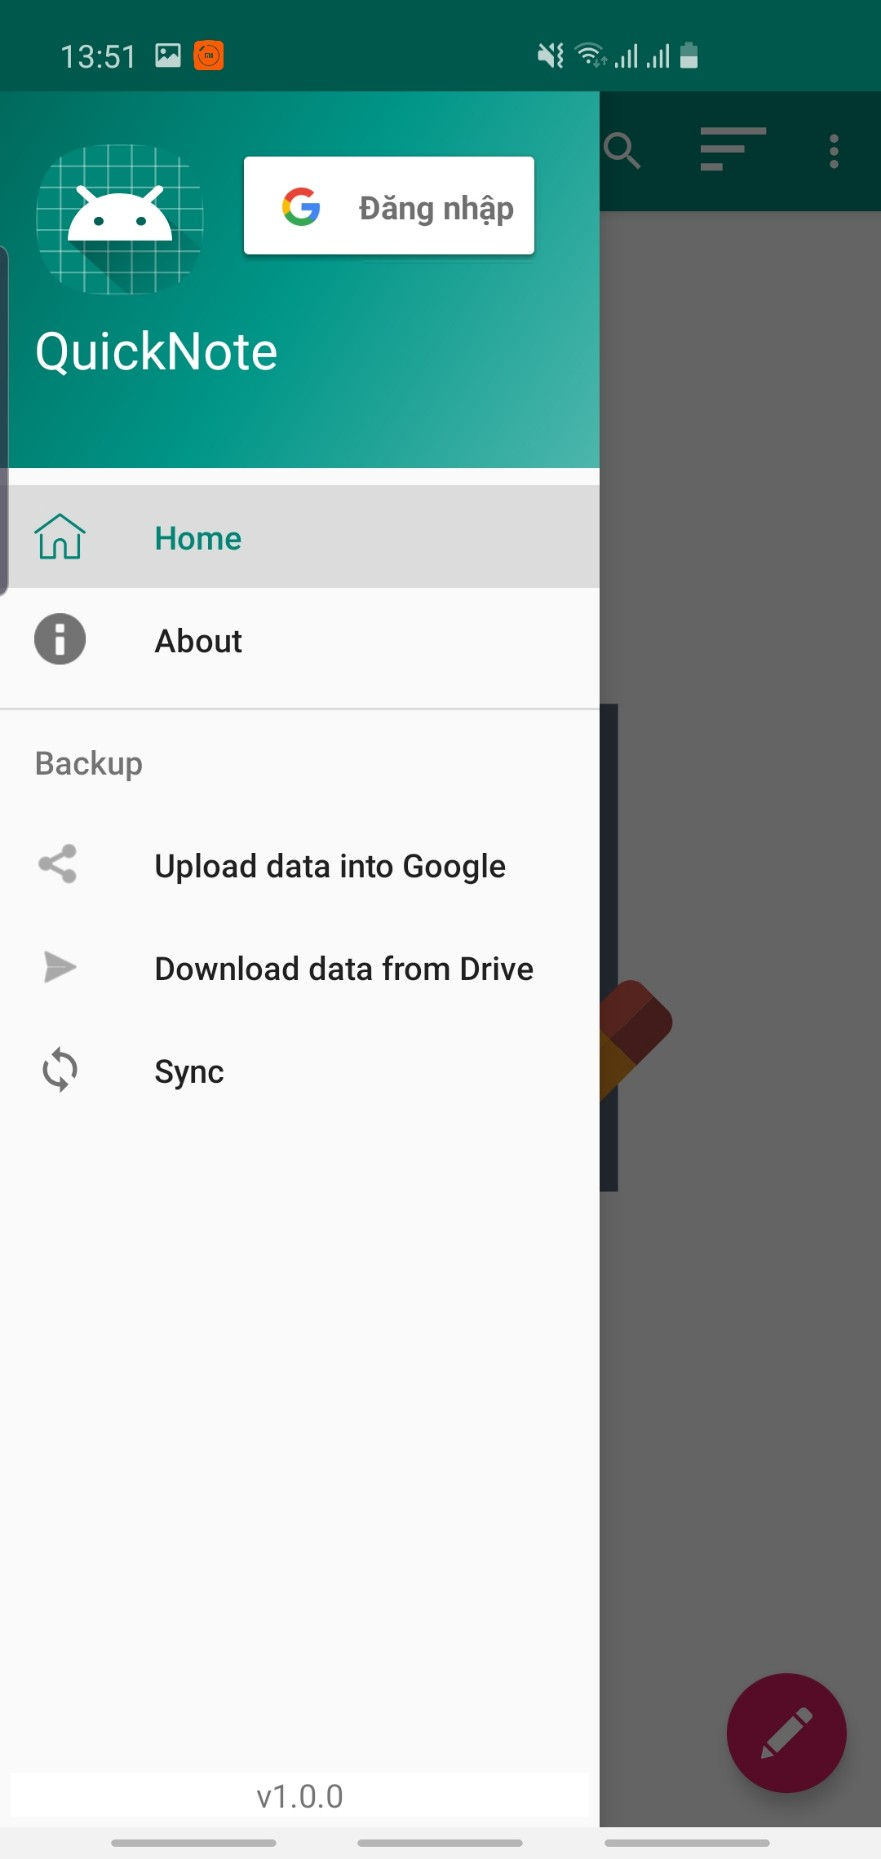 13:51
Đăng nhập
QuickNote
Home
About
Backup
Upload data into Google
Download data from Drive
Sync
v1.0.0